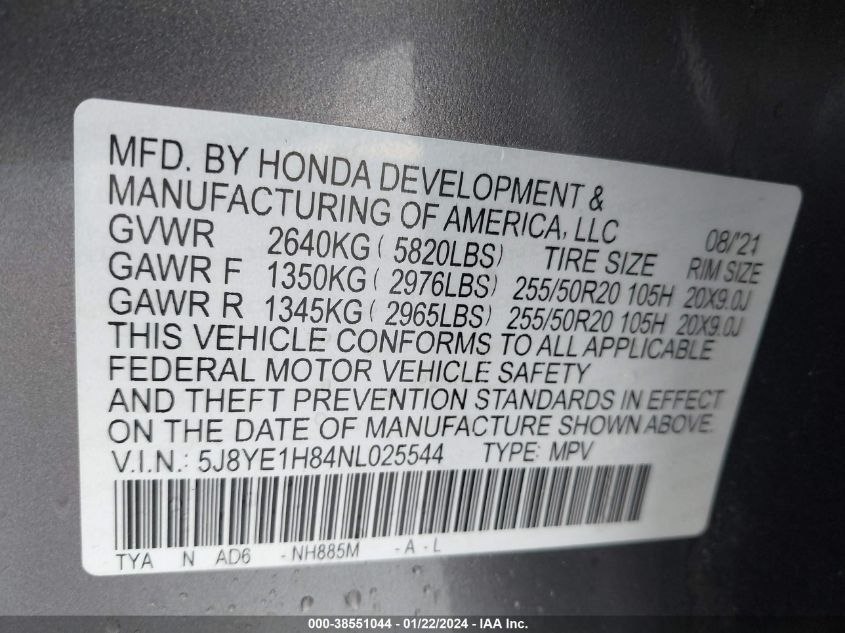 MFD. BY HONDA DEVELOPMENT &
MANUFACTURING OF AMERICA, LLC 08/'21
GVWR 2640KG ( 5820LBS) TIRE SIZE RIM SIZE
GAWR F 1350KG ( 2976LBS) 255/50R20 105H 20X9.0J
GAWR R 1345KG ( 2965LBS) 255/50R20 105H 20X9.0J
THIS VEHICLE CONFORMS TO ALL APPLICABLE
FEDERAL MOTOR VEHICLE SAFETY
AND THEFT PREVENTION STANDARDS IN EFFECT
ON THE DATE OF MANUFACTURE SHOWN ABOVE.
V.I.N.: 5J8YE1H84NL025544 TYPE: MPV
TYA N AD6 - NH885M - A - L
000-38551044 - 01/22/2024 - IAA Inc.